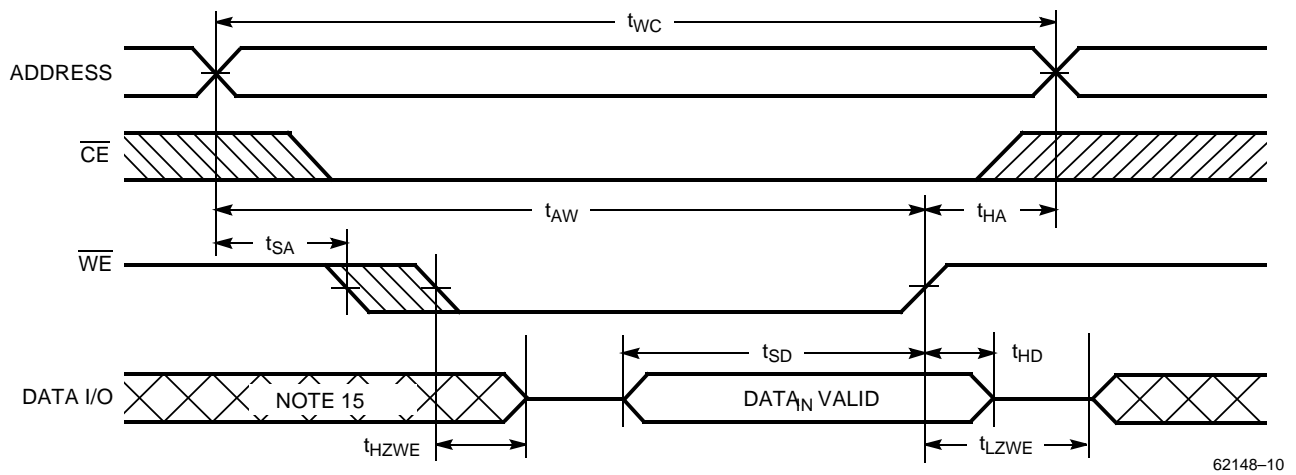 tWC
ADDRESS
CE
tAW
tHA
tSA
WE
tSD
tHD
DATA I/O
NOTE 15
DATAIN VALID
tHZWE
tLZWE
62148–10